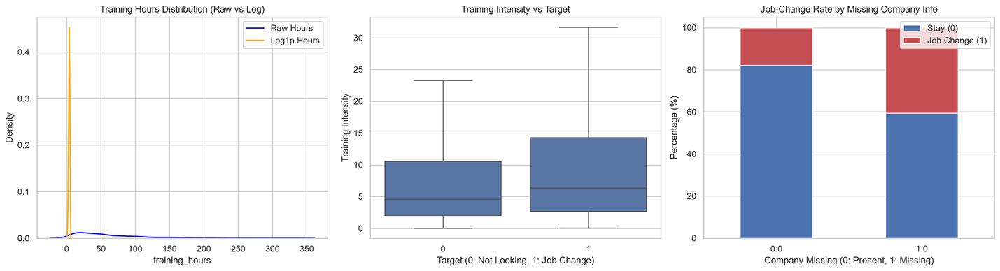 Training Hours Distribution (Raw vs Log)
Raw Hours
Log1p Hours
Density
0.4
0.3
0.2
0.1
0.0
0 50 100 150 200 250 300 350
training_hours
Training Intensity vs Target
Training Intensity
30
25
20
15
10
5
0
0 1
Target (0: Not Looking, 1: Job Change)
Job-Change Rate by Missing Company Info
Stay (0)
Job Change (1)
Percentage (%)
100
80
60
40
20
0
0.0 1.0
Company Missing (0: Present, 1: Missing)